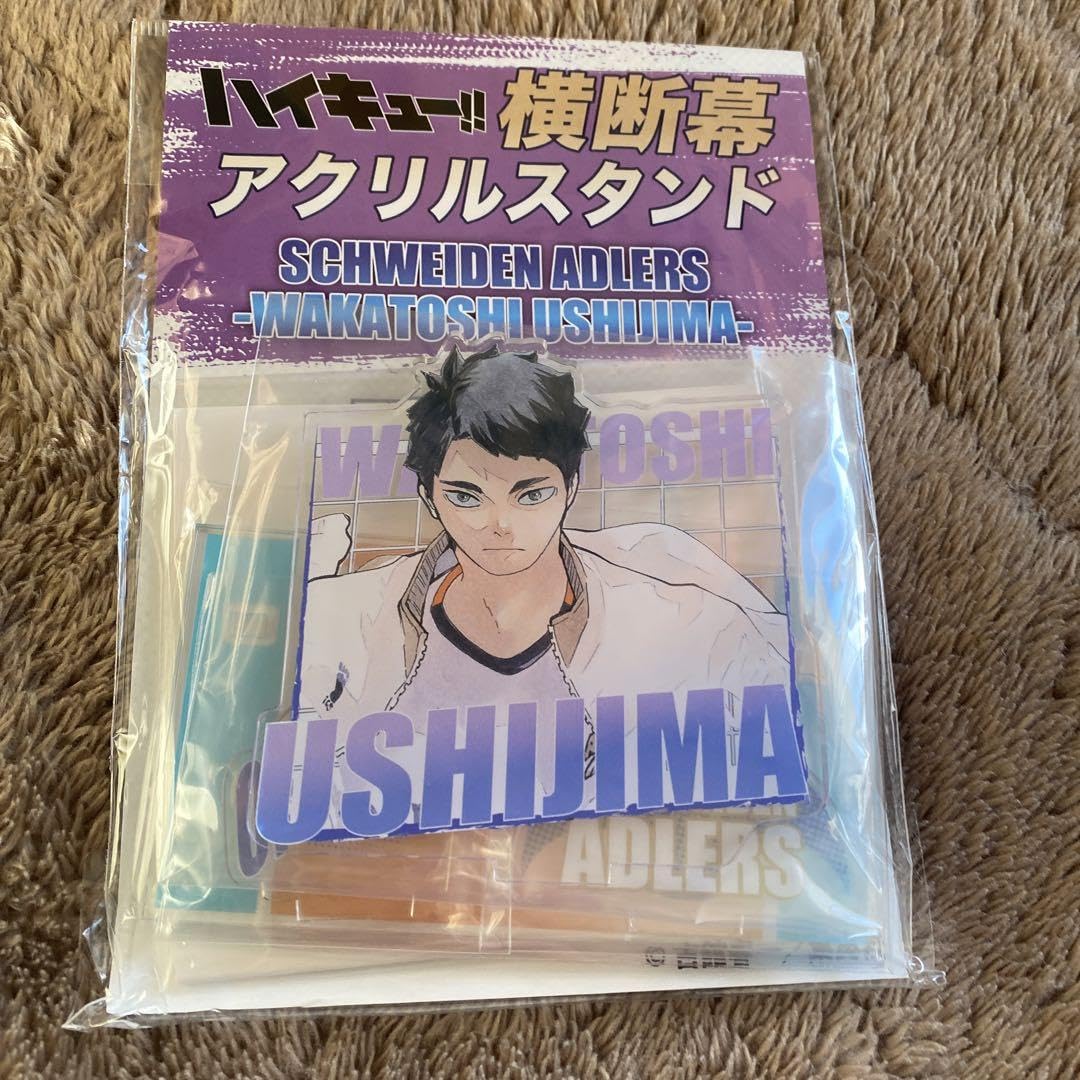 ハイキュー!! 横断幕
アクリルスタンド
SCHWEIDEN ADLERS
-WAKATOSHI USHIJIMA-
TOSHI
USHIJIMA
ADLERS